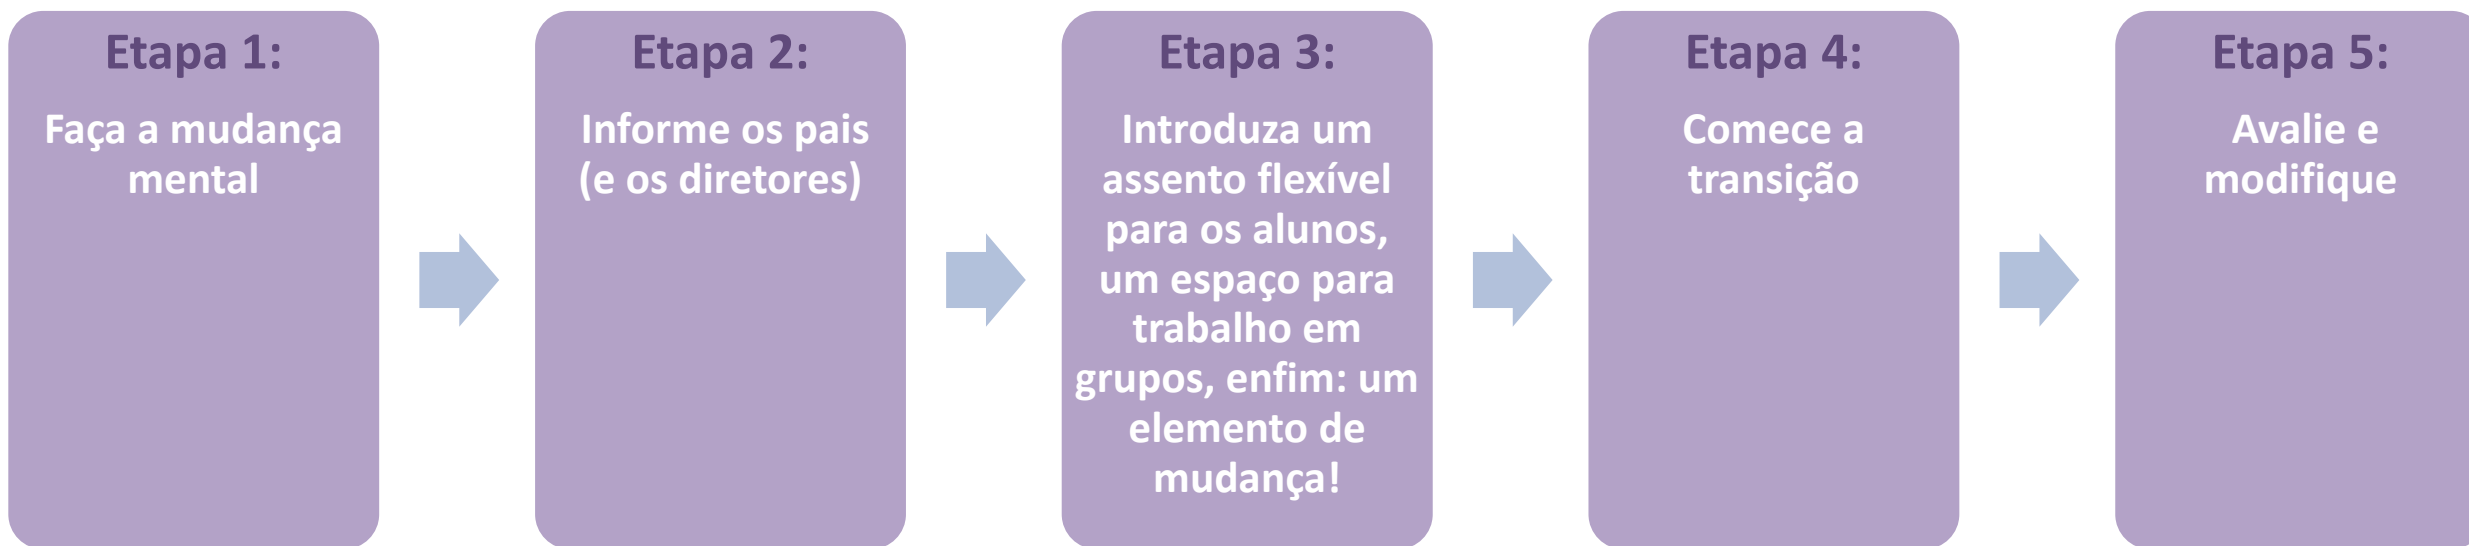 Etapa 1:
Faça a mudança
mental
Etapa 2:
Informe os pais
(e os diretores)
Etapa 3:
Introduza um
assento flexível
para os alunos,
um espaço para
trabalho em
grupos, enfim: um
elemento de
mudança!
Etapa 4:
Comece a
transição
Etapa 5:
Avalie e
modifique